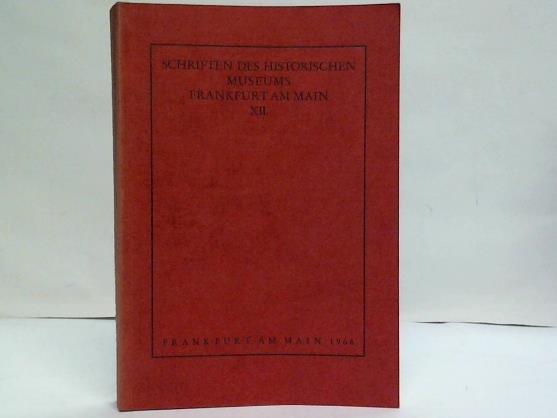 SCHRIFTEN DES HISTORISCHEN
MUSEUMS
FRANKFURT AM MAIN
XII.
FRANKFURT AM MAIN 1966